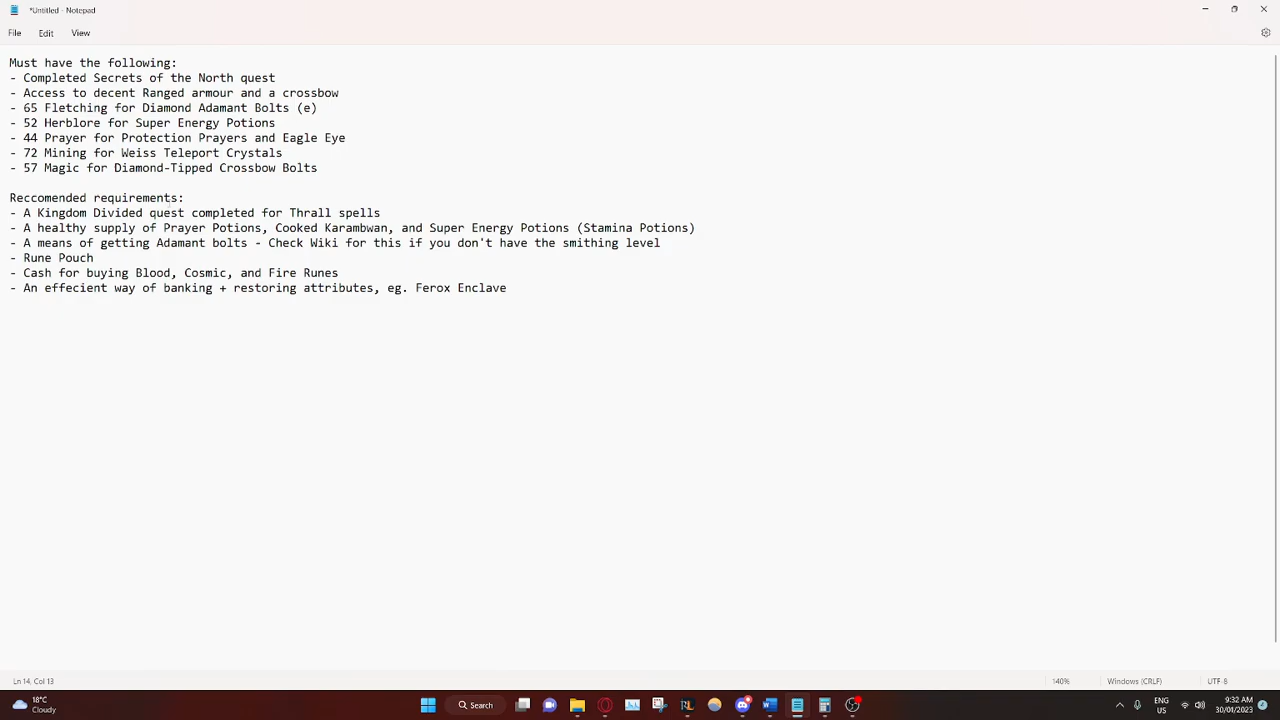 *Untitled - Notepad
File Edit View
Must have the following:
- Completed Secrets of the North quest
- Access to decent Ranged armour and a crossbow
- 65 Fletching for Diamond Adamant Bolts (e)
- 52 Herblore for Super Energy Potions
- 44 Prayer for Protection Prayers and Eagle Eye
- 72 Mining for Weiss Teleport Crystals
- 57 Magic for Diamond-Tipped Crossbow Bolts
Reccomended requirements:
- A Kingdom Divided quest completed for Thrall spells
- A healthy supply of Prayer Potions, Cooked Karambwan, and Super Energy Potions (Stamina Potions)
- A means of getting Adamant bolts - Check Wiki for this if you don't have the smithing level
- Rune Pouch
- Cash for buying Blood, Cosmic, and Fire Runes
- An effecient way of banking + restoring attributes, eg. Ferox Enclave
Ln 14, Col 13 140% Windows (CRLF) UTF-8
18°C
Cloudy
Search
ENG
US
9:32 AM
30/01/2023